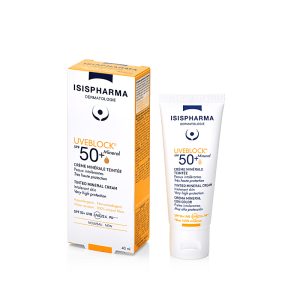 ISISPHARMA
DERMATOLOGIE
UVEBLOCK®
SPF 50+ Mineral
CRÈME MINÉRALE TEINTÉE
Peaux intolérantes
Très haute protection
TINTED MINERAL CREAM
Intolerant skin
Very high protection
40 ml
ISISPHARMA
DERMATOLOGIE
UVEBLOCK®
SPF 50+ Mineral
CRÈME MINÉRALE
TEINTÉE
Peaux intolérantes
Très haute protection
TINTED MINERAL CREAM
Intolerant skin
Very high protection